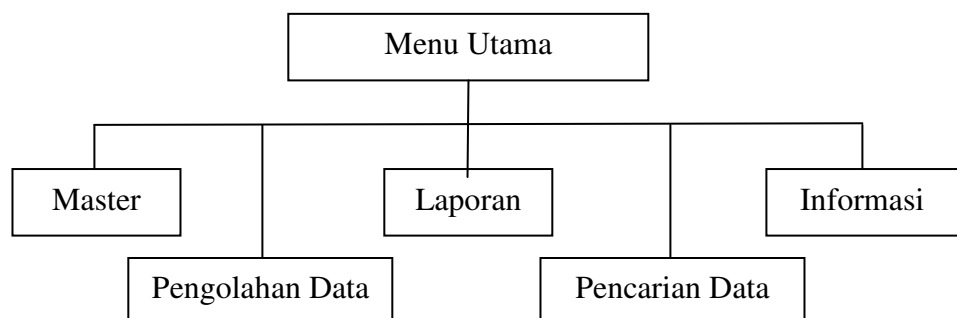 Menu Utama
Master
Laporan
Informasi
Pengolahan Data
Pencarian Data